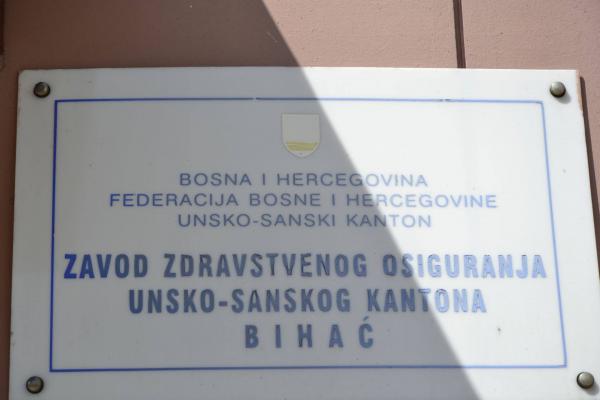 BOSNA I HERCEGOVINA
FEDERACIJA BOSNE I HERCEGOVINE
UNSKO-SANSKI KANTON
ZAVOD ZDRAVSTVENOG OSIGURANJA
UNSKO-SANSKOG KANTONA
BIHAĆ